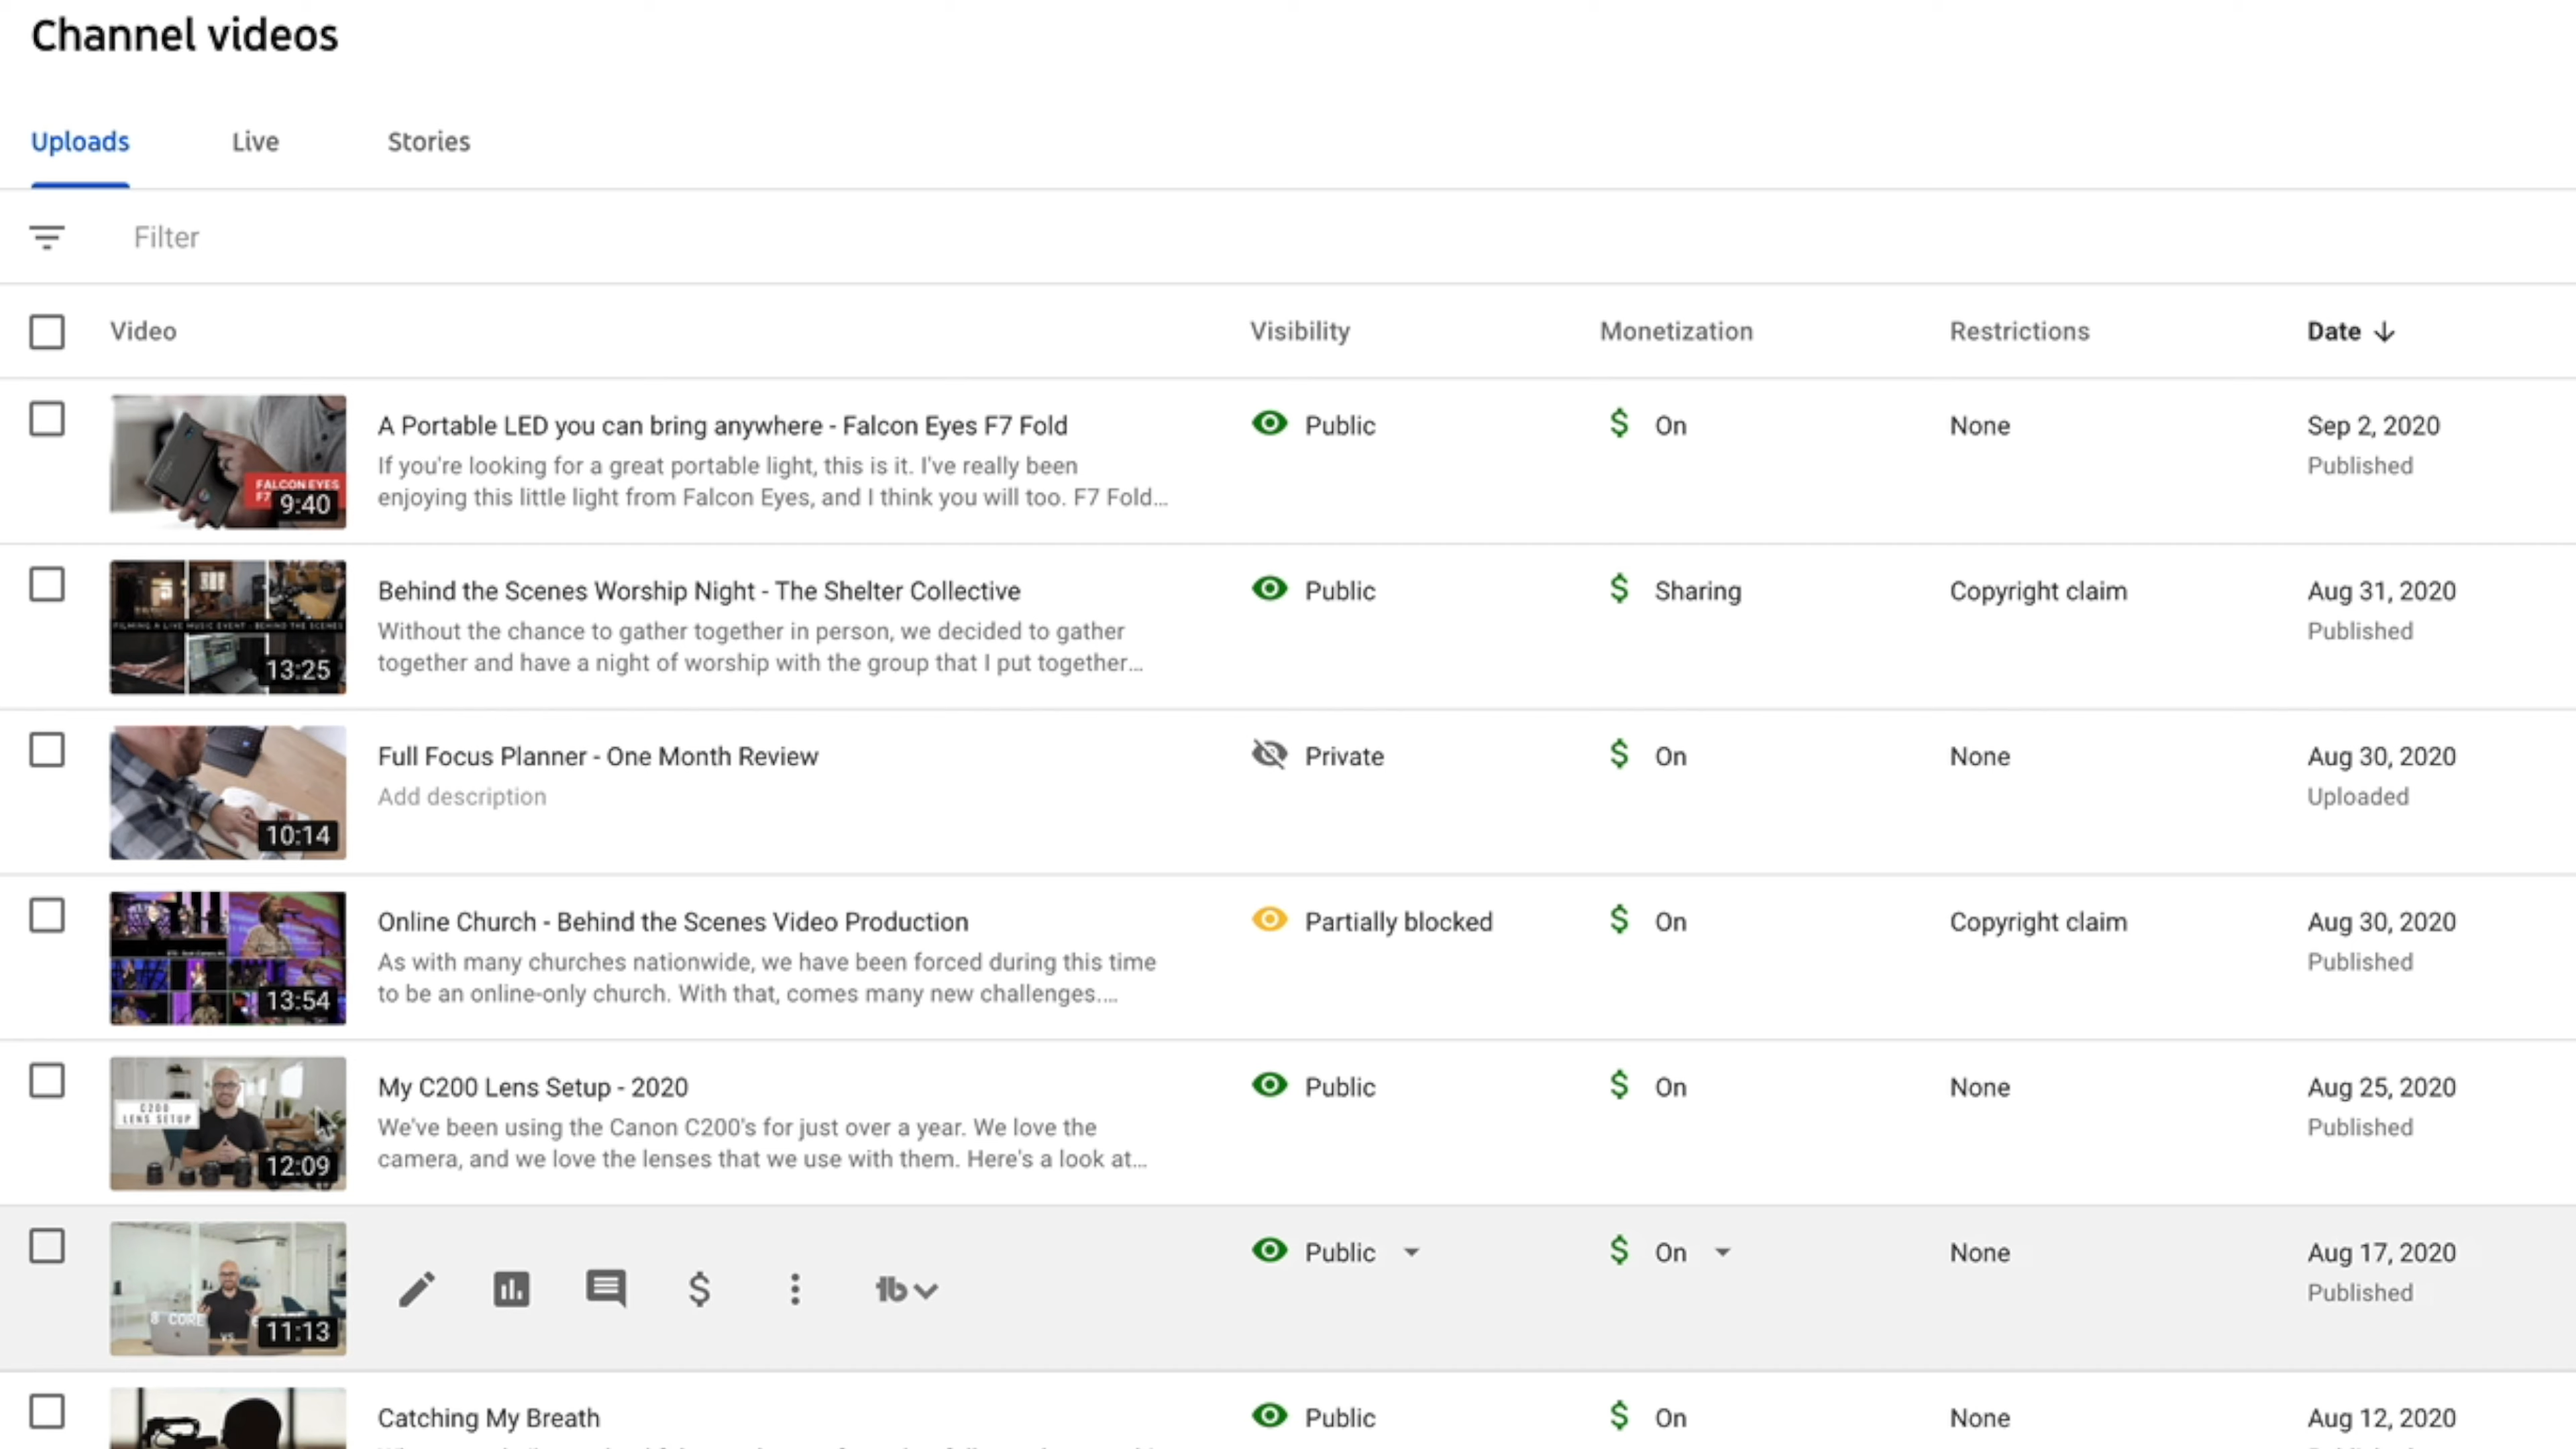 Channel videos
Uploads Live Stories
Filter
Video Visibility Monetization Restrictions Date
A Portable LED you can bring anywhere - Falcon Eyes F7 Fold Public On None Sep 2, 2020
If you're looking for a great portable light, this is it. I've really been Published
enjoying this little light from Falcon Eyes, and I think you will too. F7 Fold...
FALCON EYES
F7 9:40
Behind the Scenes Worship Night - The Shelter Collective Public Sharing Copyright claim Aug 31, 2020
FILMING A LIVE MUSIC EVENT - BEHIND THE SCENES
Without the chance to gather together in person, we decided to gather Published
together and have a night of worship with the group that I put together...
13:25
Full Focus Planner - One Month Review Private On None Aug 30, 2020
Add description Uploaded
10:14
Online Church - Behind the Scenes Video Production Partially blocked On Copyright claim Aug 30, 2020
As with many churches nationwide, we have been forced during this time Published
to be an online-only church. With that, comes many new challenges....
13:54
My C200 Lens Setup - 2020 Public On None Aug 25, 2020
C200
LENS SETUP
We've been using the Canon C200's for just over a year. We love the Published
camera, and we love the lenses that we use with them. Here's a look at...
12:09
Public On None Aug 17, 2020
Published
8 CORE
VS 11:13
Catching My Breath Public On None Aug 12, 2020